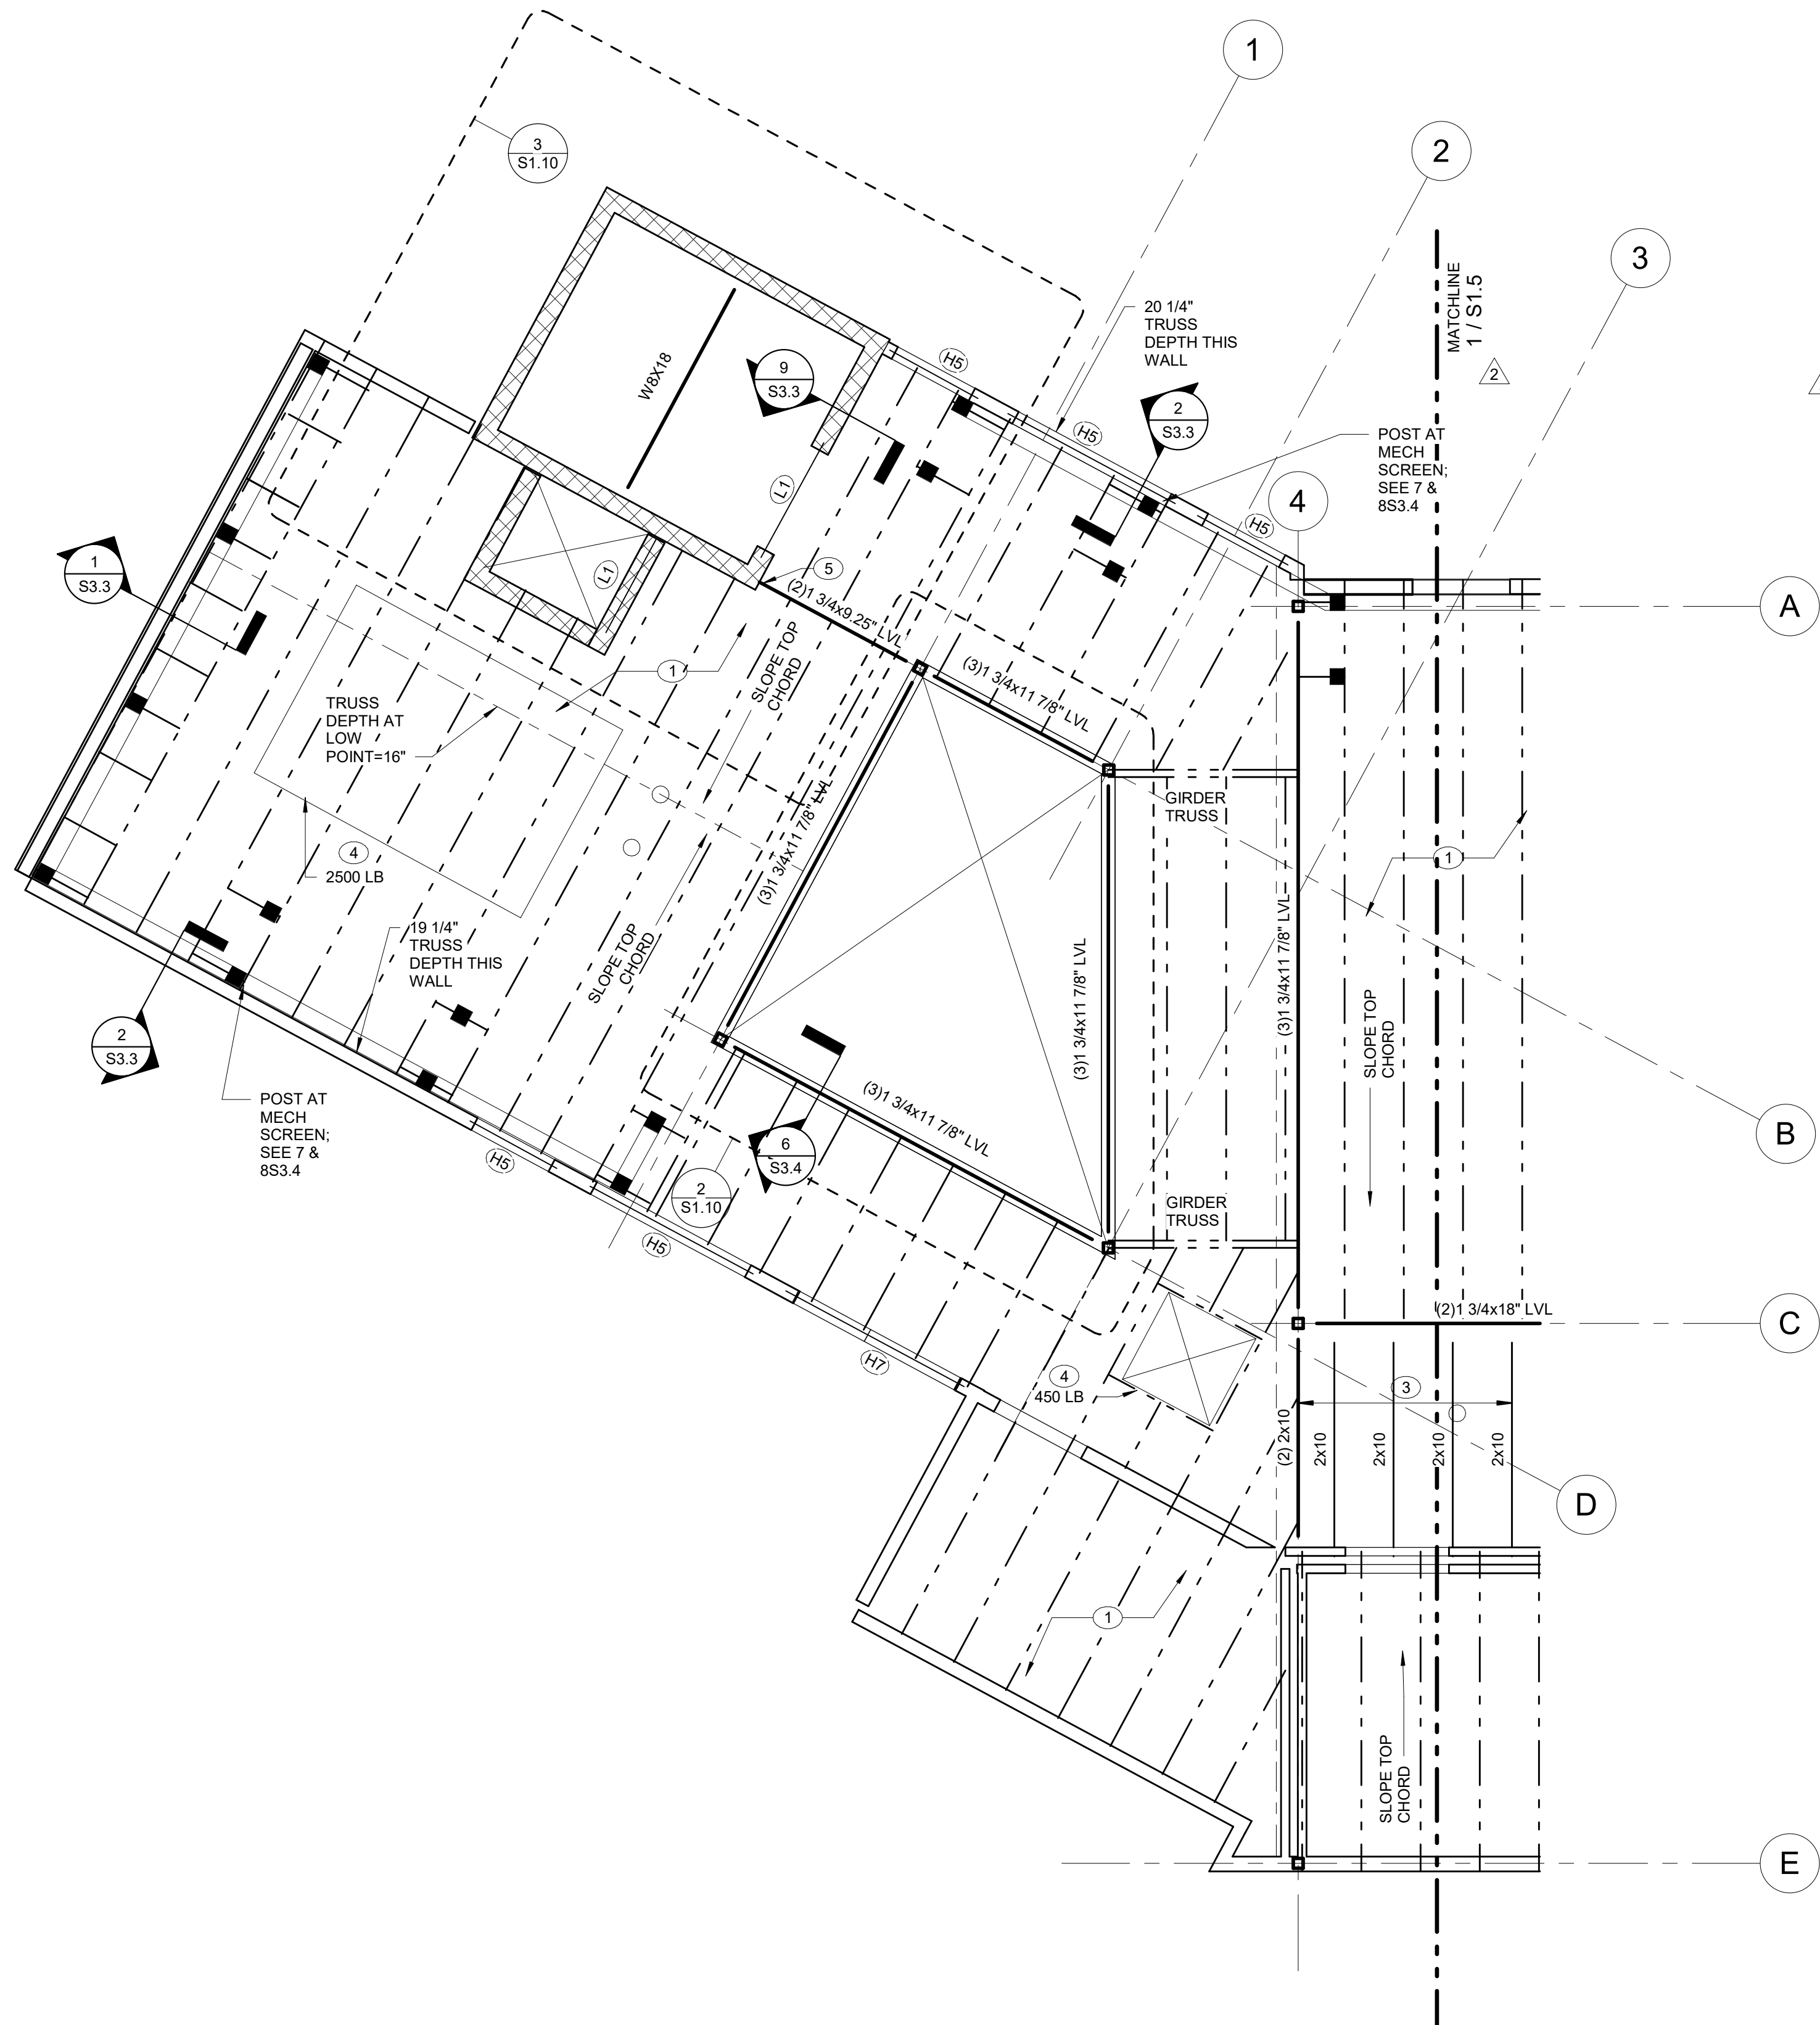 1
2
3
3
S1.10
MATCHLINE
1 / S1.5
2
20 1/4"
TRUSS
DEPTH THIS
WALL
H5
W8X18
9
S3.3
H5
2
S3.3
POST AT
MECH
SCREEN;
SEE 7 &
8S3.4
L1
4
H5
1
S3.3
L1
5
(2)1 3/4x9.25" LVL
A
SLOPE TOP
CHORD
(3)1 3/4x11 7/8" LVL
1
TRUSS
DEPTH AT
LOW
POINT=16"
GIRDER
TRUSS
(3)1 3/4x11 7/8" LVL
4
2500 LB
1
19 1/4"
TRUSS
DEPTH THIS
WALL
SLOPE TOP
CHORD
(3)1 3/4x11 7/8" LVL
(3)1 3/4x11 7/8" LVL
SLOPE TOP
CHORD
2
S3.3
POST AT
MECH
SCREEN;
SEE 7 &
8S3.4
(3)1 3/4x11 7/8" LVL
B
6
S3.4
H5
2
S1.10
GIRDER
TRUSS
H5
(2)1 3/4x18" LVL
C
H7
4
450 LB
3
(2) 2x10
2x10
2x10
2x10
2x10
D
1
SLOPE TOP
CHORD
E